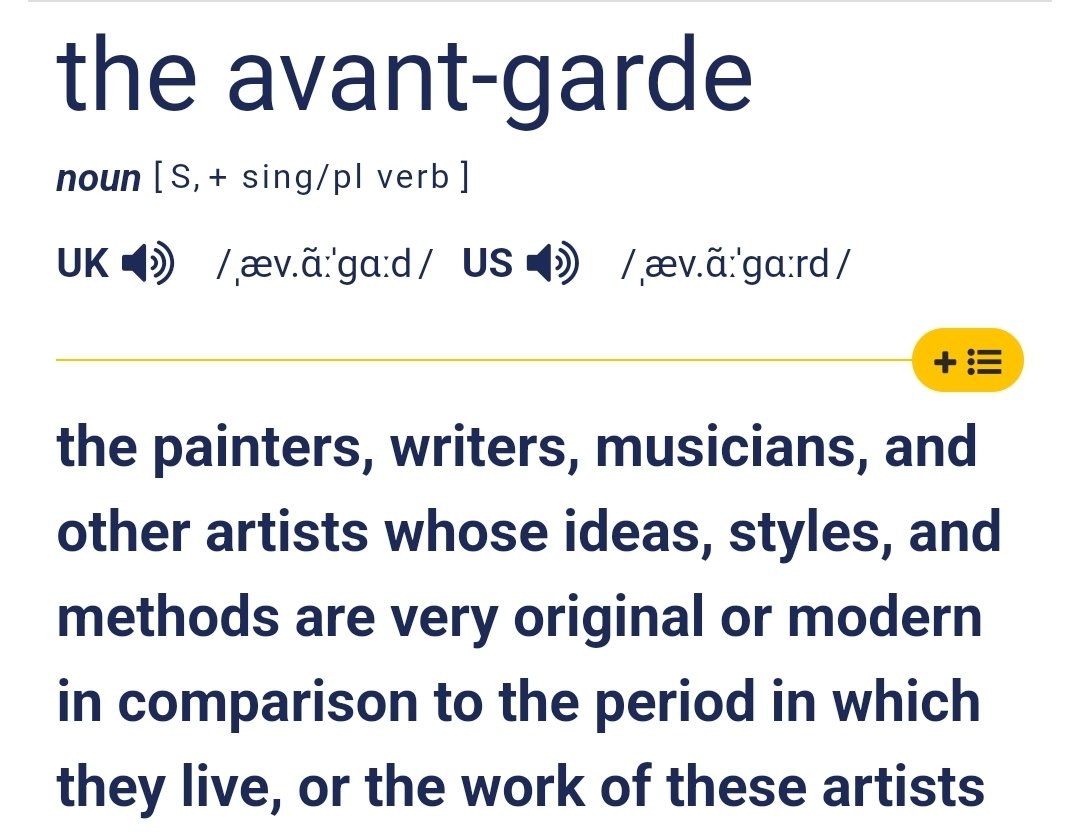 the avant-garde
noun [ S, + sing/pl verb ]
UK /ˌæv.ɑ̃ːˈɡɑːd/ US /ˌæv.ɑ̃ːˈɡɑːrd/
the painters, writers, musicians, and
other artists whose ideas, styles, and
methods are very original or modern
in comparison to the period in which
they live, or the work of these artists